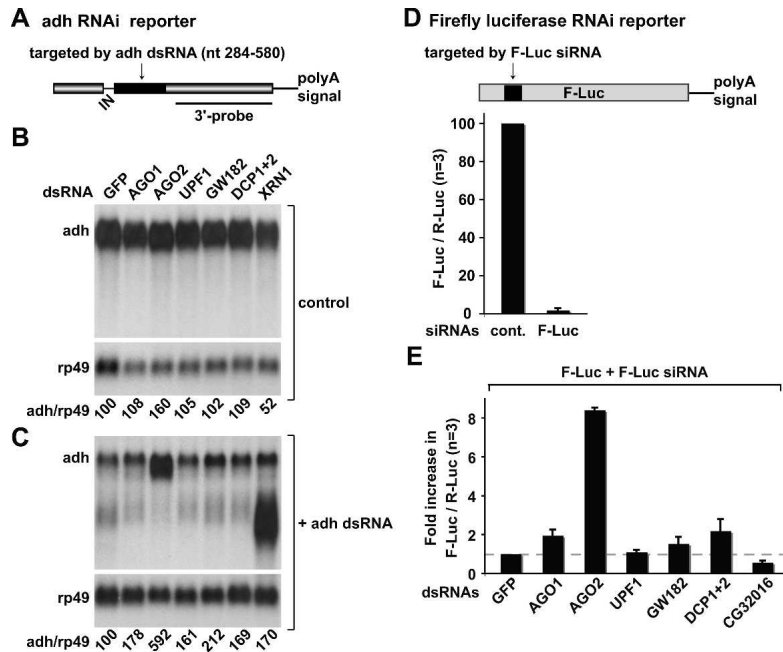 A adh RNAi reporter
targeted by adh dsRNA (nt 284-580)
polyA
signal
IN
3'-probe
B
dsRNA GFP AGO1 AGO2 UPF1 GW182 DCP1+2 XRN1
adh
control
rp49
adh/rp49 100 108 160 105 102 109 52
C
adh
+ adh dsRNA
rp49
adh/rp49 100 178 592 161 212 169 170
D Firefly luciferase RNAi reporter
targeted by F-Luc siRNA
F-Luc
polyA
signal
F-Luc / R-Luc (n=3)
100
80
60
40
20
0
siRNAs cont. F-Luc
E
F-Luc + F-Luc siRNA
Fold increase in
F-Luc / R-Luc (n=3)
8
6
4
2
0
dsRNAs GFP AGO1 AGO2 UPF1 GW182 DCP1+2 CG32016